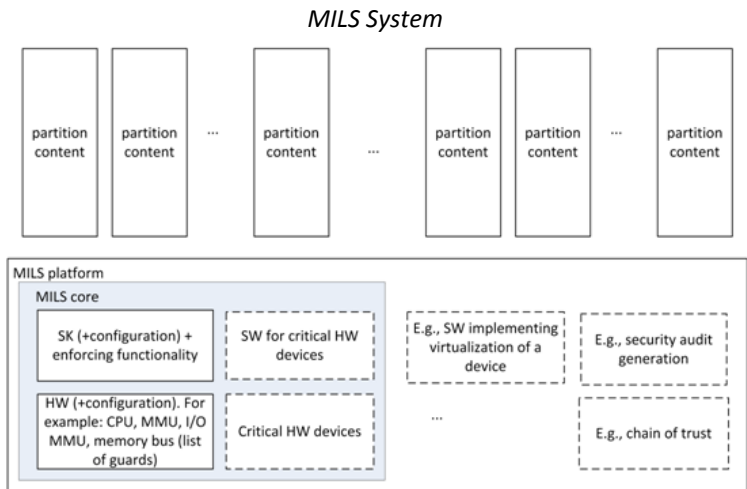 MILS System
partition
content
partition
content
...
partition
content
...
partition
content
partition
content
...
partition
content
MILS platform
MILS core
SK (+configuration) +
enforcing functionality
SW for critical HW
devices
E.g., SW implementing
virtualization of a
device
E.g., security audit
generation
HW (+configuration). For
example: CPU, MMU, I/O
MMU, memory bus (list
of guards)
Critical HW devices
...
E.g., chain of trust